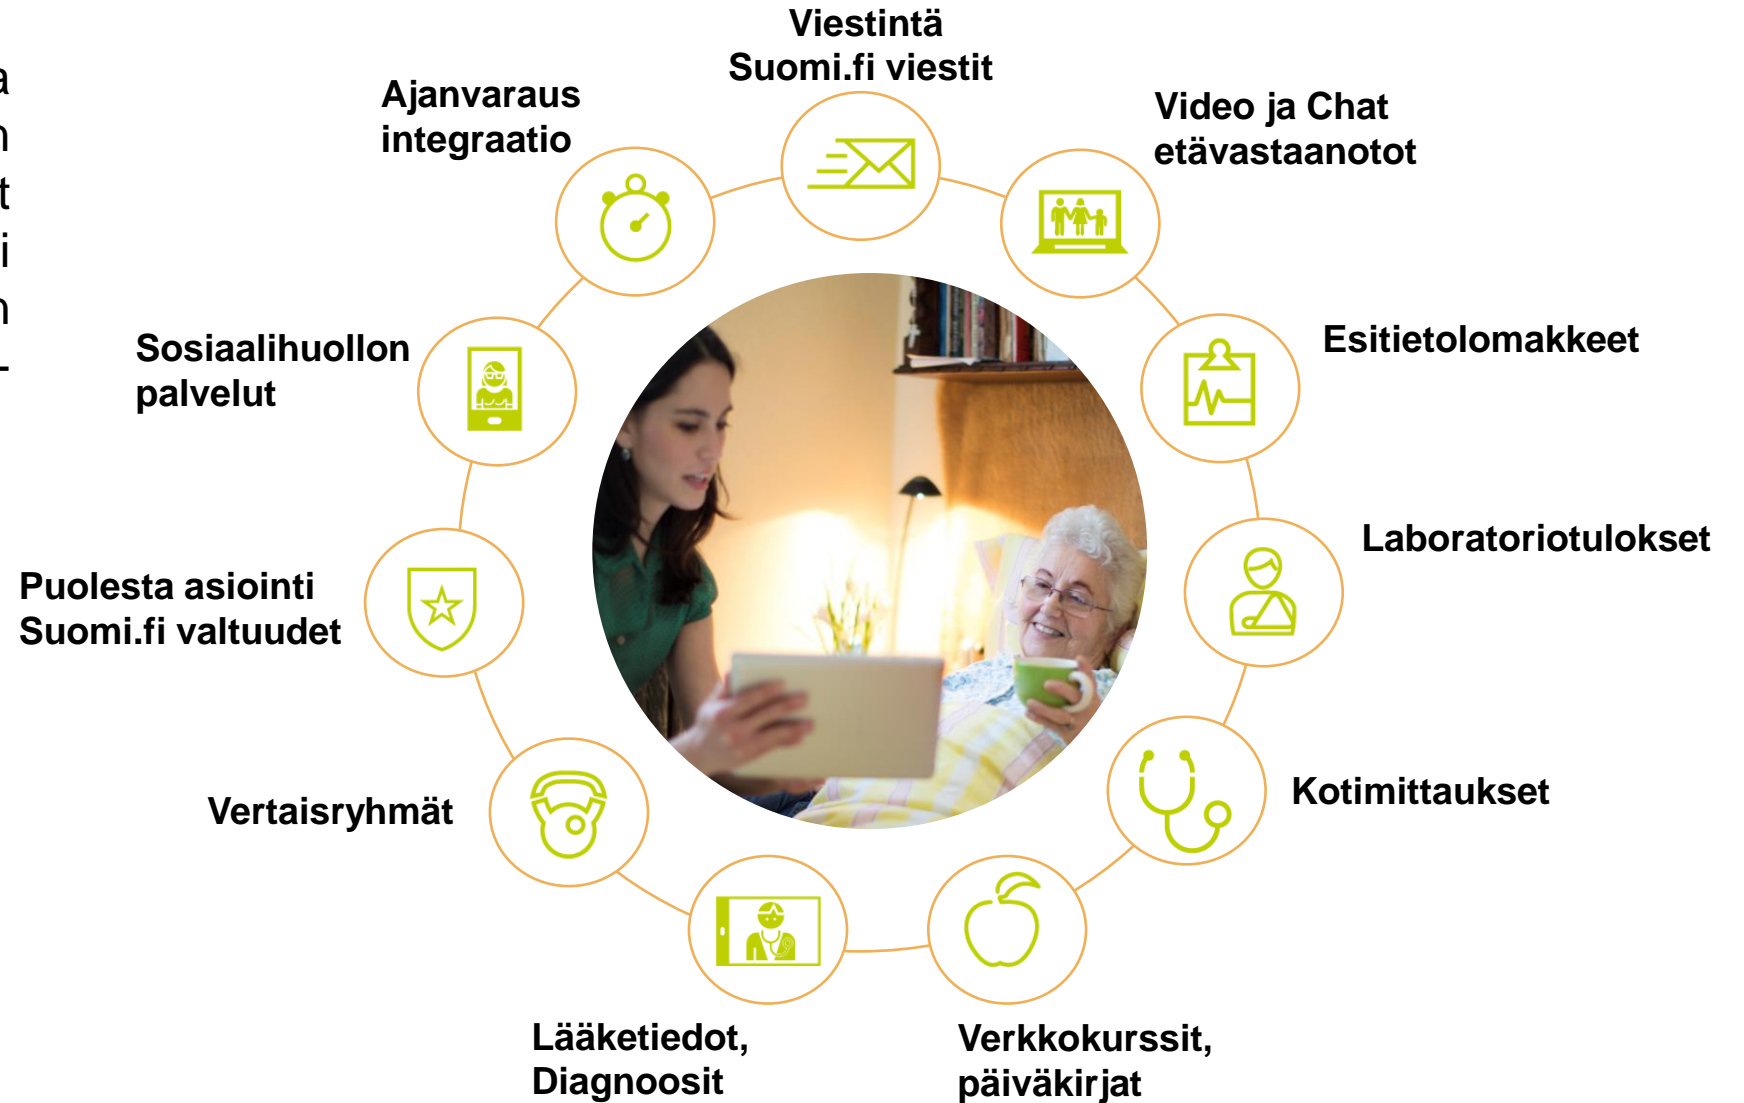 Viestintä
Suomi.fi viestit
Ajanvaraus
integraatio
Video ja Chat
etävastaanotot
Sosiaalihuollon
palvelut
Esitietolomakkeet
Puolesta asiointi
Suomi.fi valtuudet
Laboratoriotulokset
Vertaisryhmät
Kotimittaukset
Lääketiedot,
Diagnoosit
Verkkokurssit,
päiväkirjat